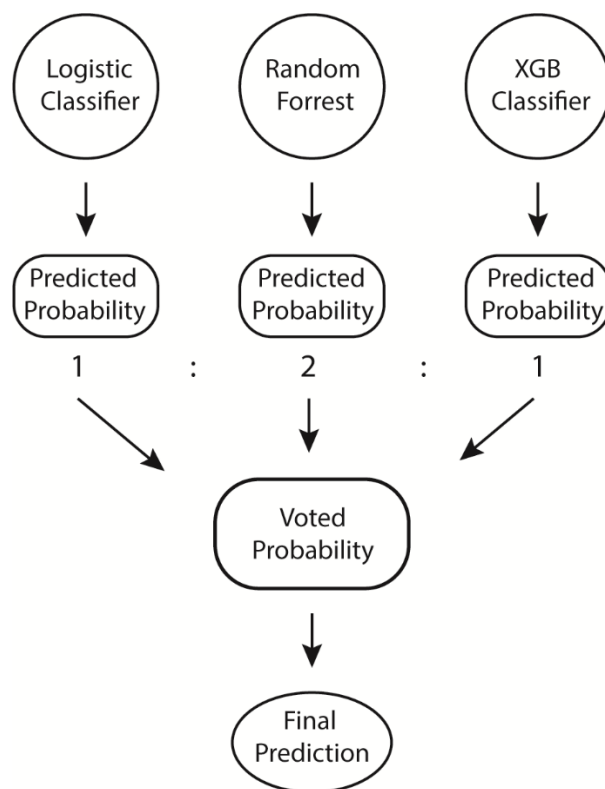 Logistic
Classifier
Random
Forrest
XGB
Classifier
Predicted
Probability
Predicted
Probability
Predicted
Probability
1 : 2 : 1
Voted
Probability
Final
Prediction